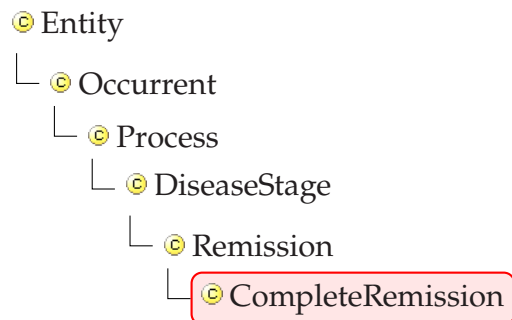 Entity
Occurrent
Process
DiseaseStage
Remission
CompleteRemission